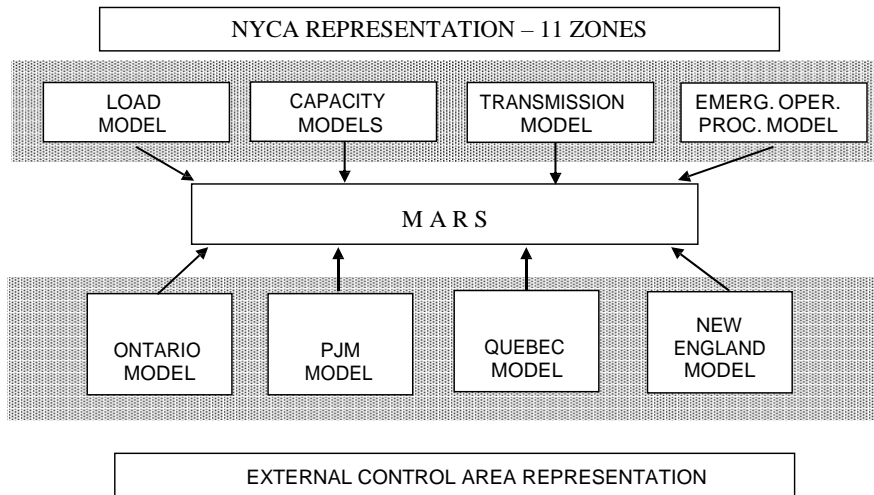 NYCA REPRESENTATION – 11 ZONES
LOAD
MODEL
CAPACITY
MODELS
TRANSMISSION
MODEL
EMERG. OPER.
PROC. MODEL
M A R S
ONTARIO
MODEL
PJM
MODEL
QUEBEC
MODEL
NEW
ENGLAND
MODEL
EXTERNAL CONTROL AREA REPRESENTATION